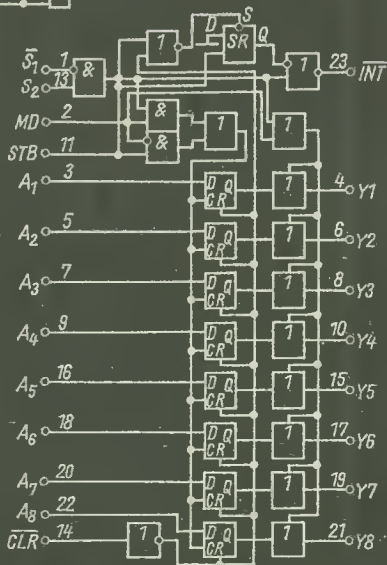 D S
S̅1 1 & 1 SR Q 1 23 I̅N̅T̅
S2 13
MD 2 & 1 1
STB 11 &
A1 3 D Q CR 1 4 Y1
A2 5 D Q CR 1 6 Y2
A3 7 D Q CR 1 8 Y3
A4 9 D Q CR 1 10 Y4
A5 16 D Q CR 1 15 Y5
A6 18 D Q CR 1 17 Y6
A7 20 D Q CR 1 19 Y7
A8 22 D Q CR 1 21 Y8
C̅L̅R̅ 14 1